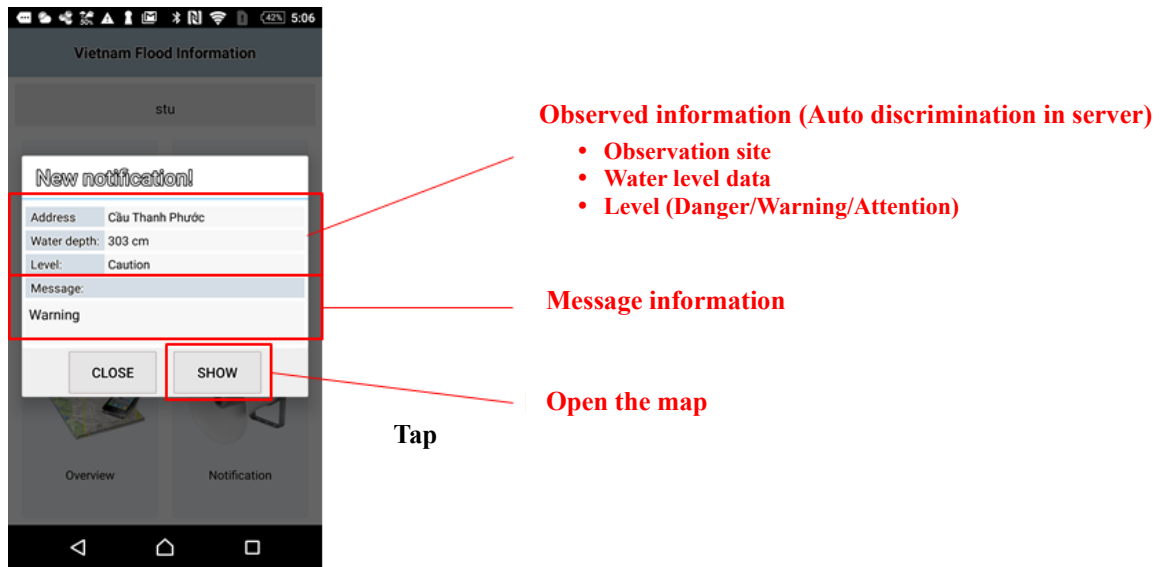 42% 5:06
Vietnam Flood Information
stu
New notification!
Address Cầu Thanh Phước
Water depth: 303 cm
Level: Caution
Message:
Warning
CLOSE SHOW
Overview Notification
Observed information (Auto discrimination in server)
• Observation site
• Water level data
• Level (Danger/Warning/Attention)
Message information
Open the map
Tap